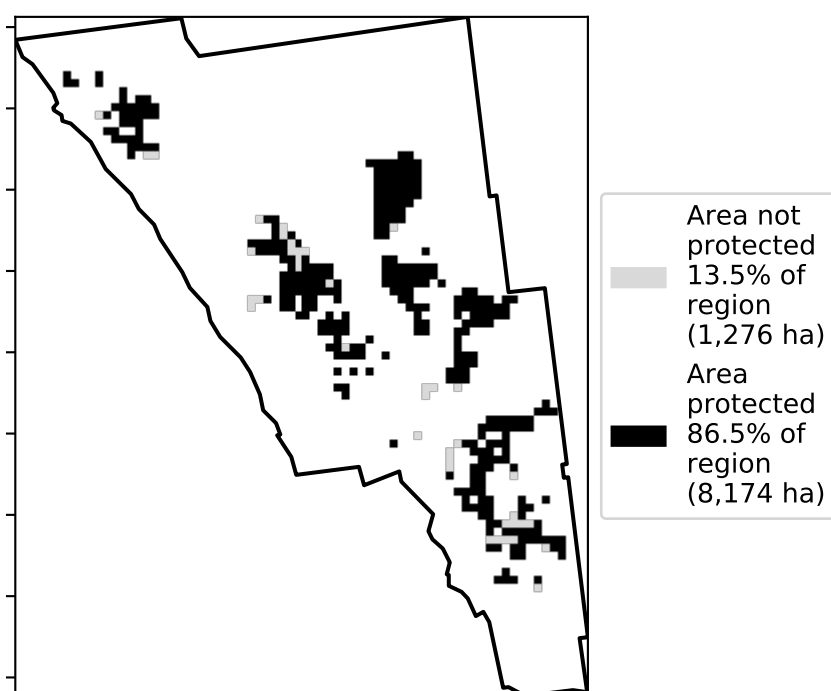 Area not
protected
13.5% of
region
(1,276 ha)
Area
protected
86.5% of
region
(8,174 ha)